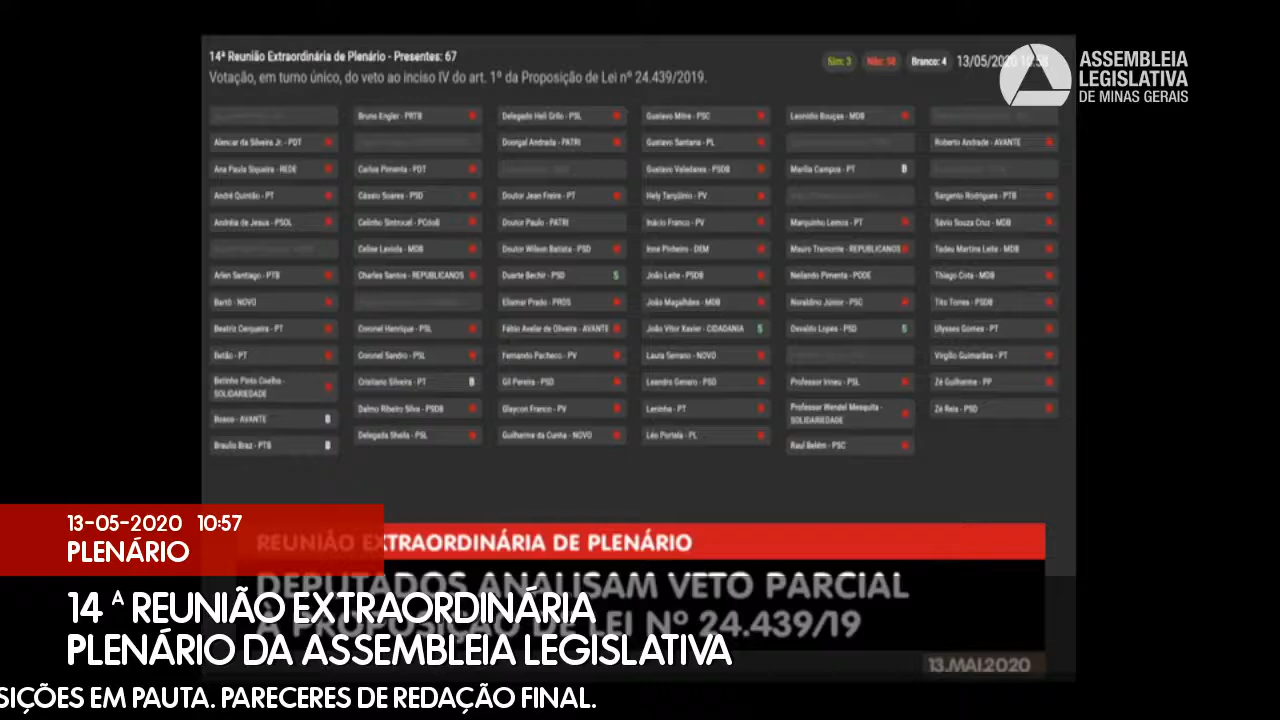 14ª Reunião Extraordinária de Plenário - Presentes: 67
Votação, em turno único, do veto ao inciso IV do art. 1º da Proposição de Lei nº 24.439/2019.
Sim: 3
Não: 58
Branco: 4
13/05/2020 10:58
ASSEMBLEIA
LEGISLATIVA
DE MINAS GERAIS
Alencar da Silveira Jr. - PDT
Ana Paula Siqueira - REDE
André Quintão - PT
Andréia de Jesus - PSOL
Arlen Santiago - PTB
Bartô - NOVO
Beatriz Cerqueira - PT
Betão - PT
Betinho Pinto Coelho -
SOLIDARIEDADE
Bosco - AVANTE B
Braulio Braz - PTB B
Bruno Engler - PRTB
Carlos Pimenta - PDT
Cássio Soares - PSD
Celinho Sintrocel - PCdoB
Celise Laviola - MDB
Charles Santos - REPUBLICANOS
Coronel Henrique - PSL
Coronel Sandro - PSL
Cristiano Silveira - PT B
Dalmo Ribeiro Silva - PSDB
Delegada Sheila - PSL
Delegado Heli Grilo - PSL
Doorgal Andrada - PATRI
Doutor Jean Freire - PT
Doutor Paulo - PATRI
Doutor Wilson Batista - PSD
Duarte Bechir - PSD S
Elismar Prado - PROS
Fábio Avelar de Oliveira - AVANTE
Fernando Pacheco - PV
Gil Pereira - PSD
Glaycon Franco - PV
Guilherme da Cunha - NOVO
Gustavo Mitre - PSC
Gustavo Santana - PL
Gustavo Valadares - PSDB
Hely Tarqüínio - PV
Inácio Franco - PV
Ione Pinheiro - DEM
João Leite - PSDB
João Magalhães - MDB
João Vítor Xavier - CIDADANIA S
Laura Serrano - NOVO
Leandro Genaro - PSD
Leninha - PT
Léo Portela - PL
Leonídio Bouças - MDB
Marília Campos - PT B
Marquinho Lemos - PT
Mauro Tramonte - REPUBLICANOS
Neilando Pimenta - PODE
Noraldino Júnior - PSC
Osvaldo Lopes - PSD S
Professor Irineu - PSL
Professor Wendel Mesquita -
SOLIDARIEDADE
Raul Belém - PSC
Roberto Andrade - AVANTE
Sargento Rodrigues - PTB
Sávio Souza Cruz - MDB
Tadeu Martins Leite - MDB
Thiago Cota - MDB
Tito Torres - PSDB
Ulysses Gomes - PT
Virgílio Guimarães - PT
Zé Guilherme - PP
Zé Reis - PSD
13-05-2020 10:57
PLENÁRIO
REUNIÃO EXTRAORDINÁRIA DE PLENÁRIO
DEPUTADOS ANALISAM VETO PARCIAL
À PROPOSIÇÃO DE LEI Nº 24.439/19
13.MAI.2020
14 ª REUNIÃO EXTRAORDINÁRIA
PLENÁRIO DA ASSEMBLEIA LEGISLATIVA
SIÇÕES EM PAUTA. PARECERES DE REDAÇÃO FINAL.